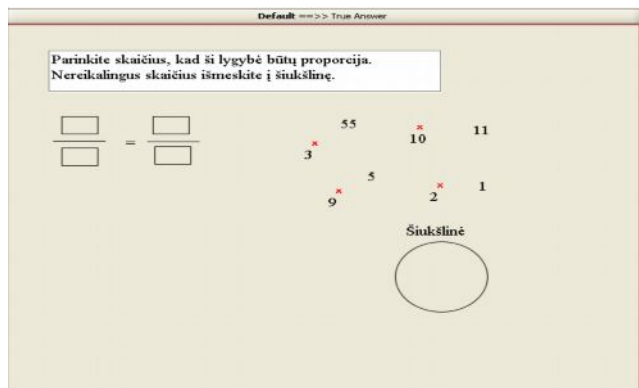 Default ==>> True Answer
Parinkite skaičius, kad ši lygybė būtų proporcija.
Nereikalingus skaičius išmeskite į šiukšlinę.
=
55
10
11
3
5
9
2
1
Šiukšlinė